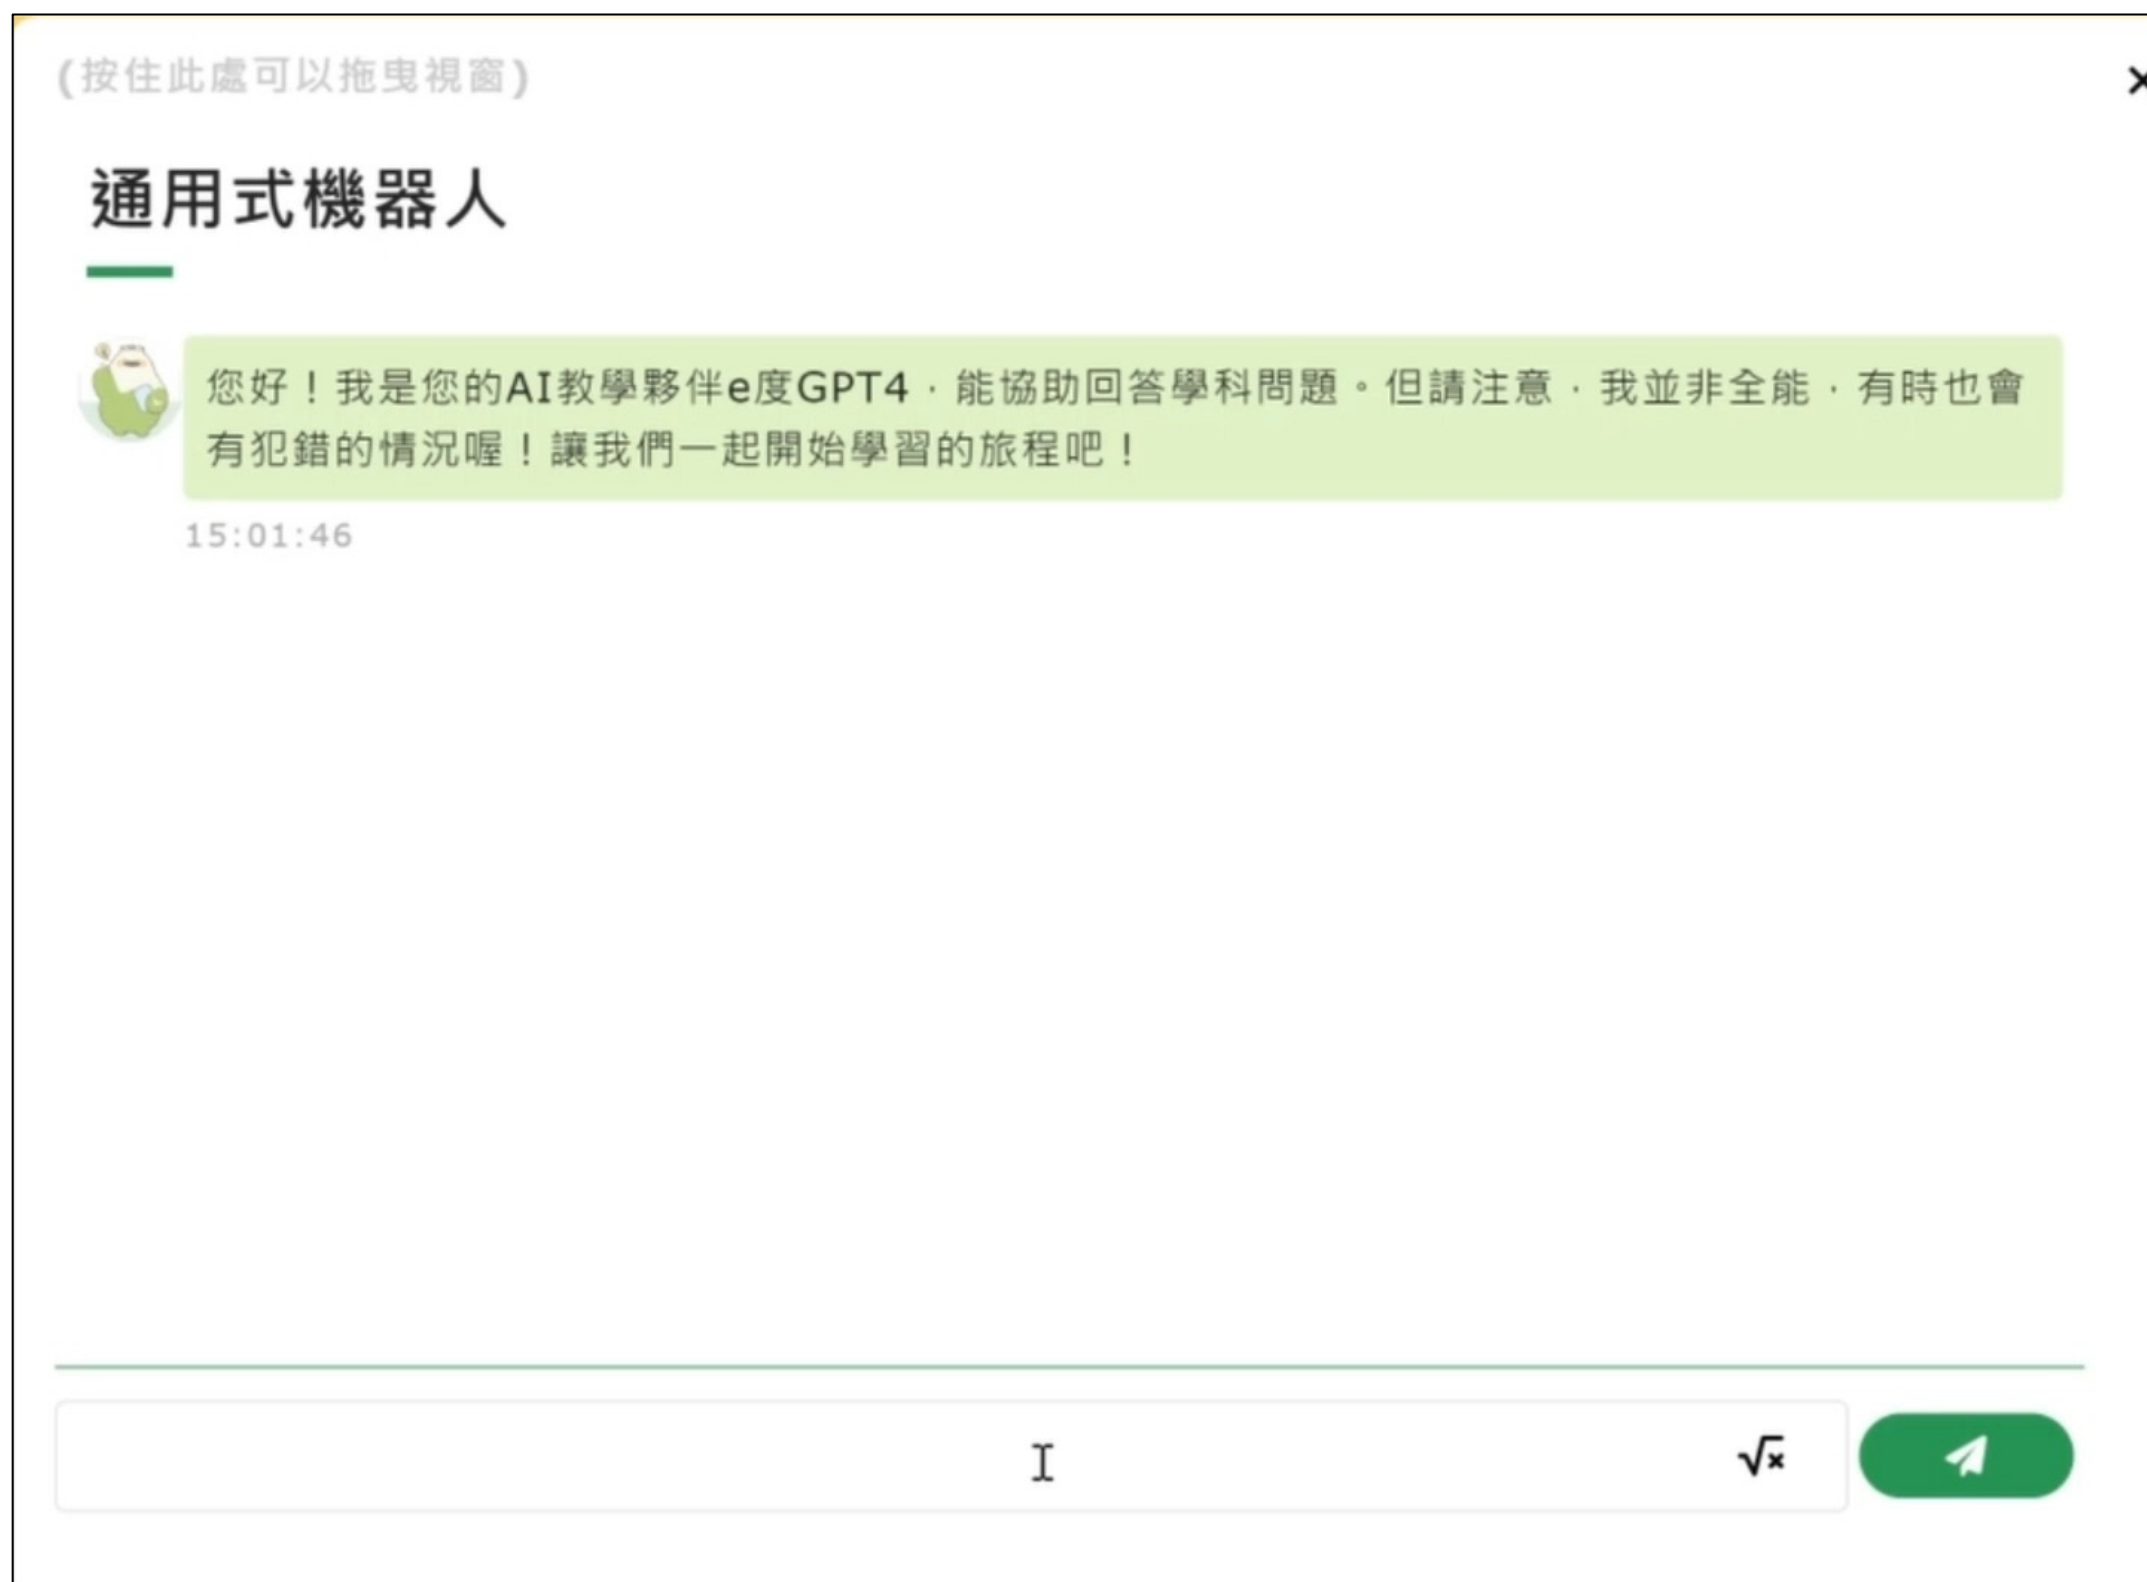 (按住此處可以拖曳視窗)
通用式機器人
您好！我是您的AI教學夥伴e度GPT4，能協助回答學科問題。但請注意，我並非全能，有時也會
有犯錯的情況喔！讓我們一起開始學習的旅程吧！
15:01:46